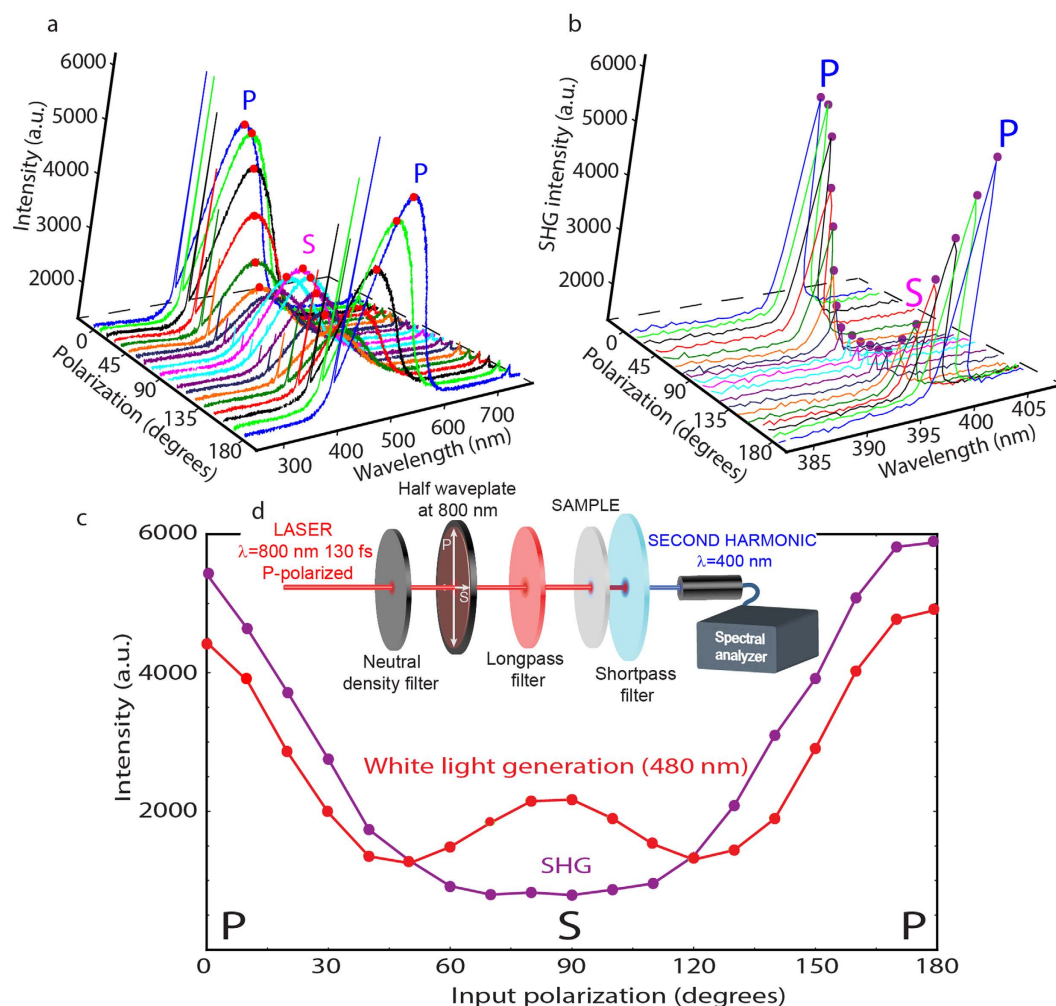 a
Intensity (a.u.)
6000
5000
4000
3000
2000
P
P
S
0
45
90
135
180
Polarization (degrees)
300
400
500
600
700
Wavelength (nm)
b
SHG intensity (a.u.)
6000
5000
4000
3000
2000
P
P
S
0
45
90
135
180
Polarization (degrees)
385
390
395
400
405
Wavelength (nm)
c
Intensity (a.u.)
6000
4000
2000
d
LASER
λ=800 nm 130 fs
P-polarized
Half waveplate
at 800 nm
P
S
SAMPLE
SECOND HARMONIC
λ=400 nm
Neutral
density filter
Longpass
filter
Shortpass
filter
Spectral
analyzer
White light generation (480 nm)
SHG
P
S
P
0
30
60
90
120
150
180
Input polarization (degrees)